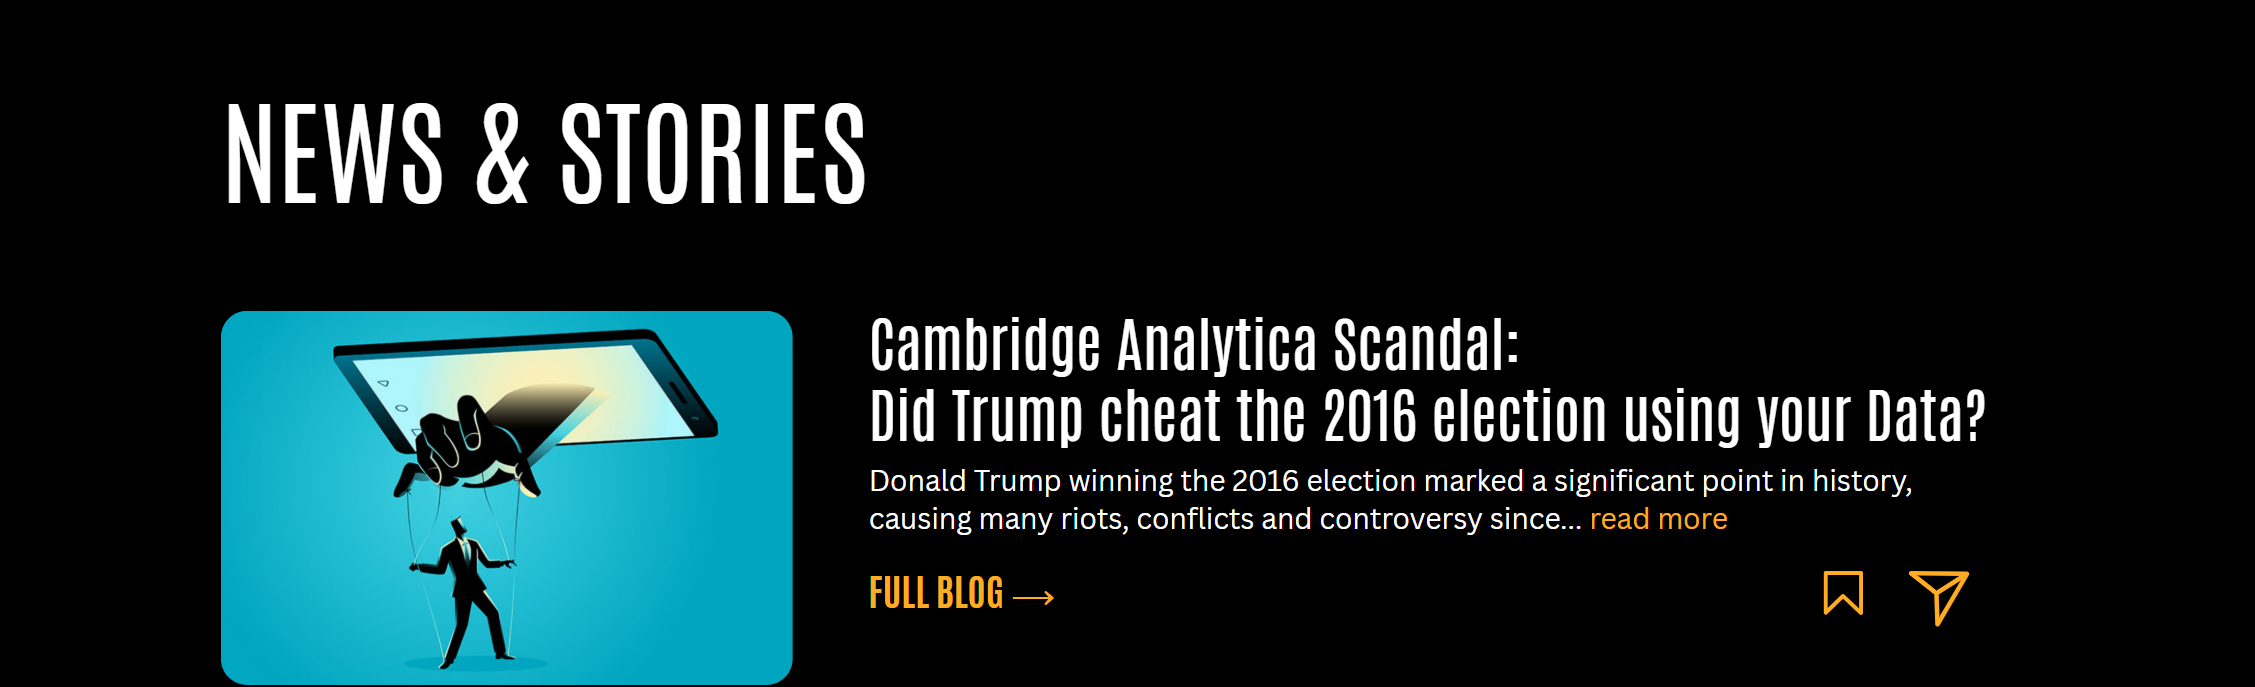 NEWS & STORIES
Cambridge Analytica Scandal:
Did Trump cheat the 2016 election using your Data?
Donald Trump winning the 2016 election marked a significant point in history,
causing many riots, conflicts and controversy since... read more
FULL BLOG →